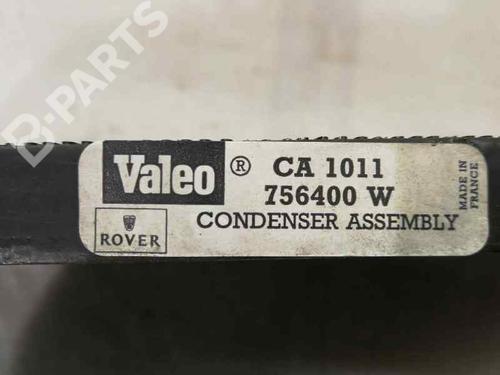 B-PARTS
Valeo ® CA 1011
756400 W
ROVER CONDENSER ASSEMBLY
MADE IN
FRANCE